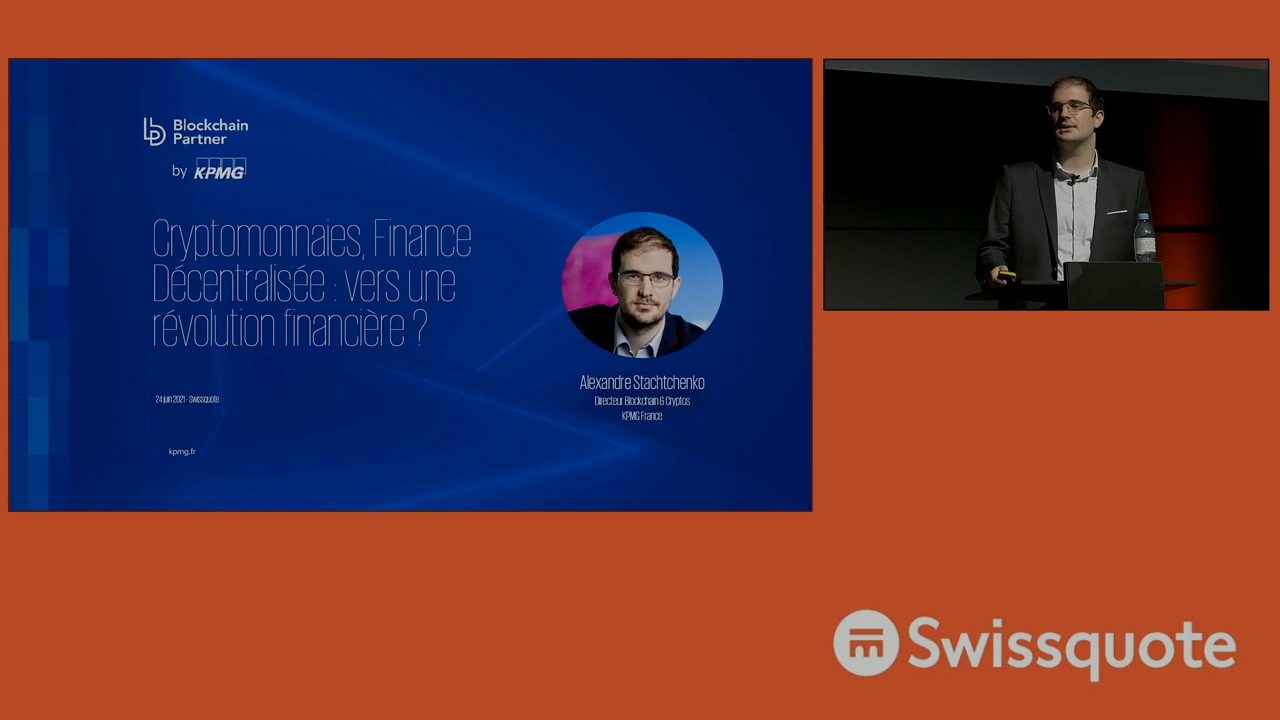 Blockchain
Partner
by KPMG
Cryptomonnaies, Finance
Décentralisée : vers une
révolution financière ?
24 juin 2021 - Swissquote
kpmg.fr
Alexandre Stachtchenko
Directeur Blockchain & Cryptos
KPMG France
Swissquote